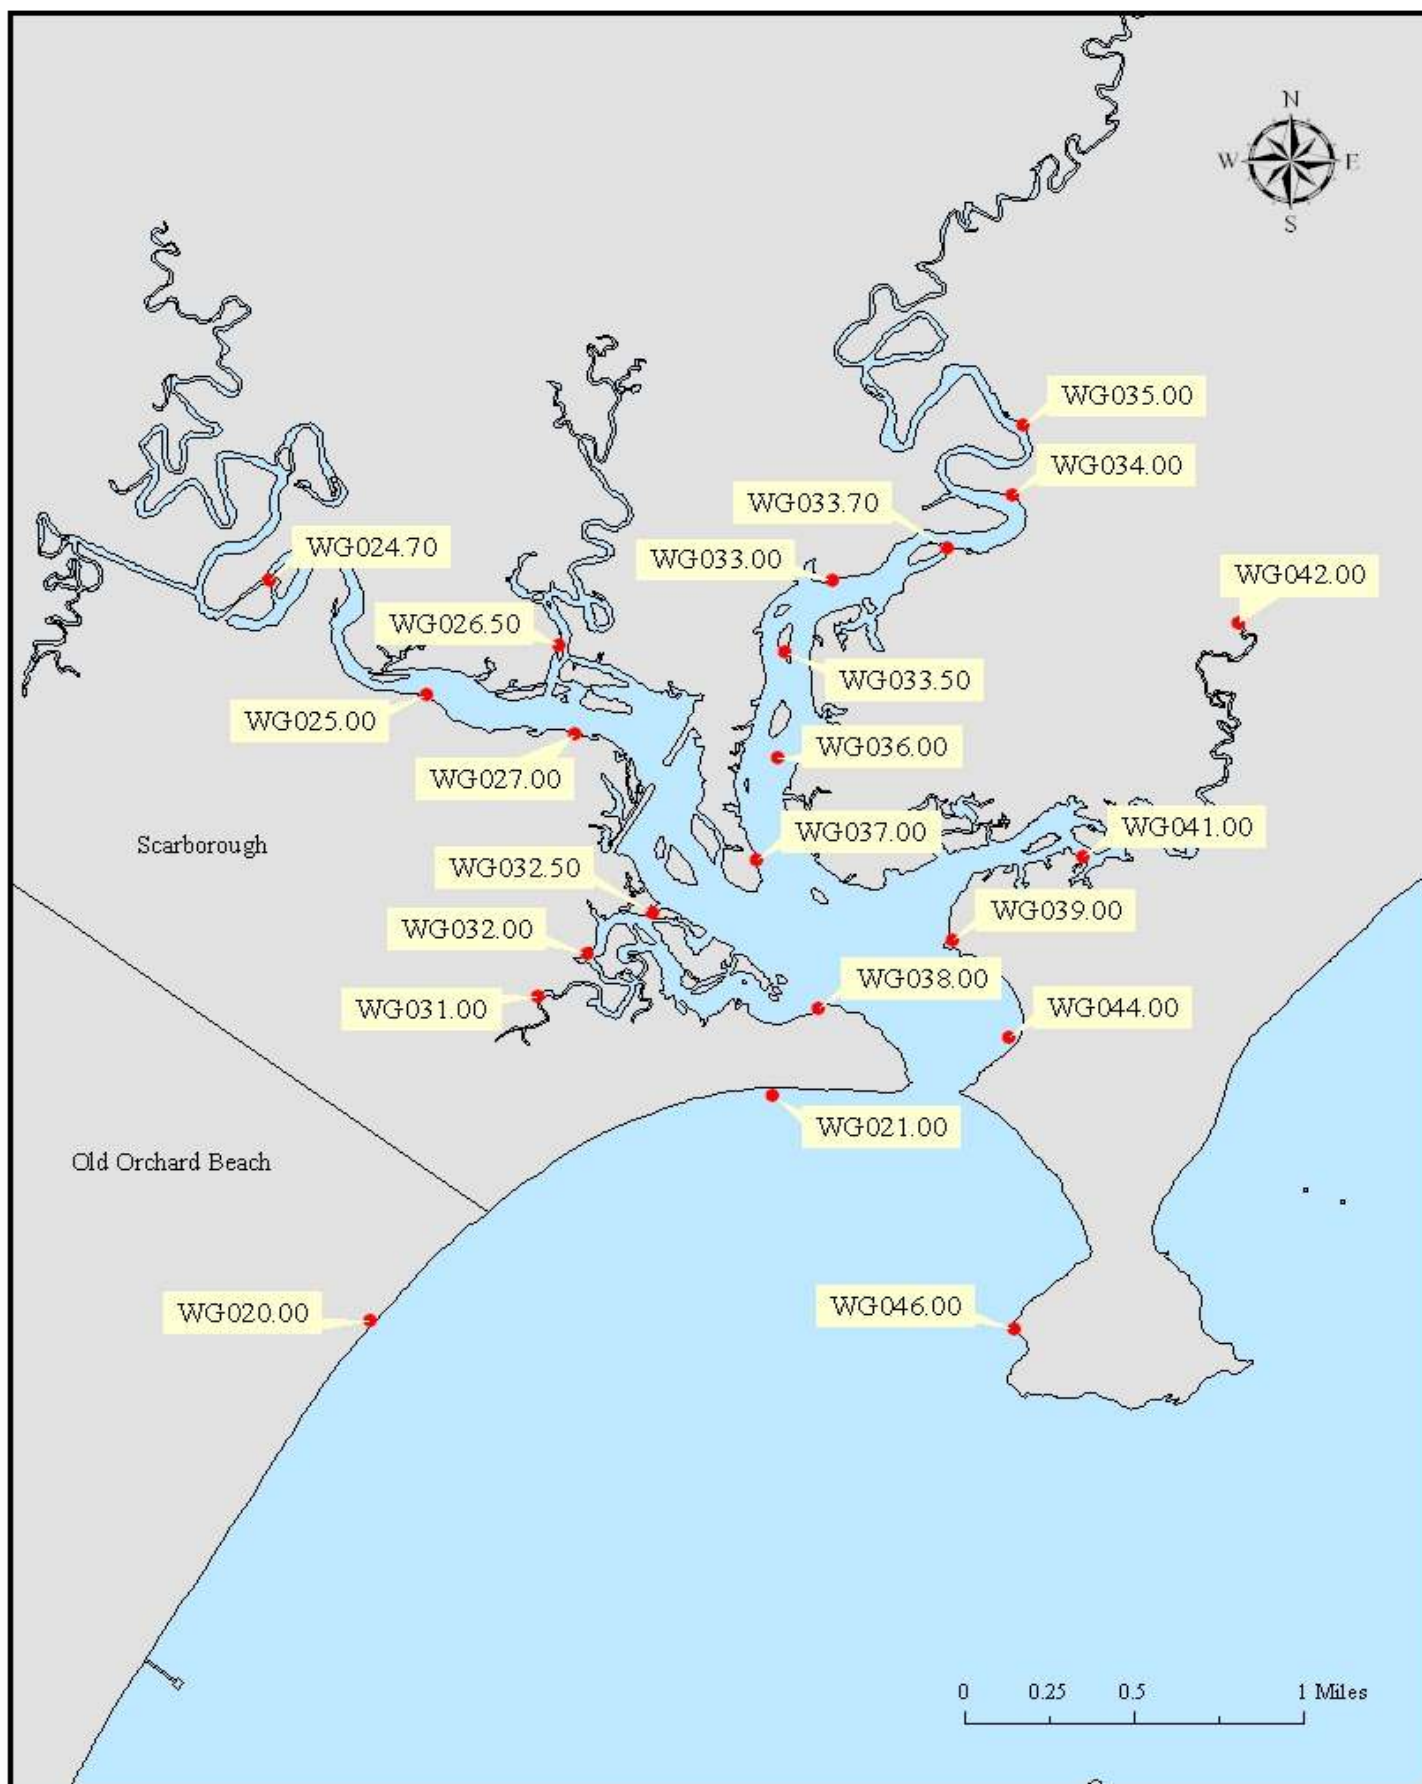 N
W E
S
WG035.00
WG034.00
WG033.70
WG024.70
WG033.00
WG042.00
WG026.50
WG033.50
WG025.00
WG036.00
WG027.00
WG041.00
WG037.00
Scarborough
WG032.50
WG039.00
WG032.00
WG038.00
WG031.00
WG044.00
WG021.00
Old Orchard Beach
WG020.00
WG046.00
0 0.25 0.5 1 Miles